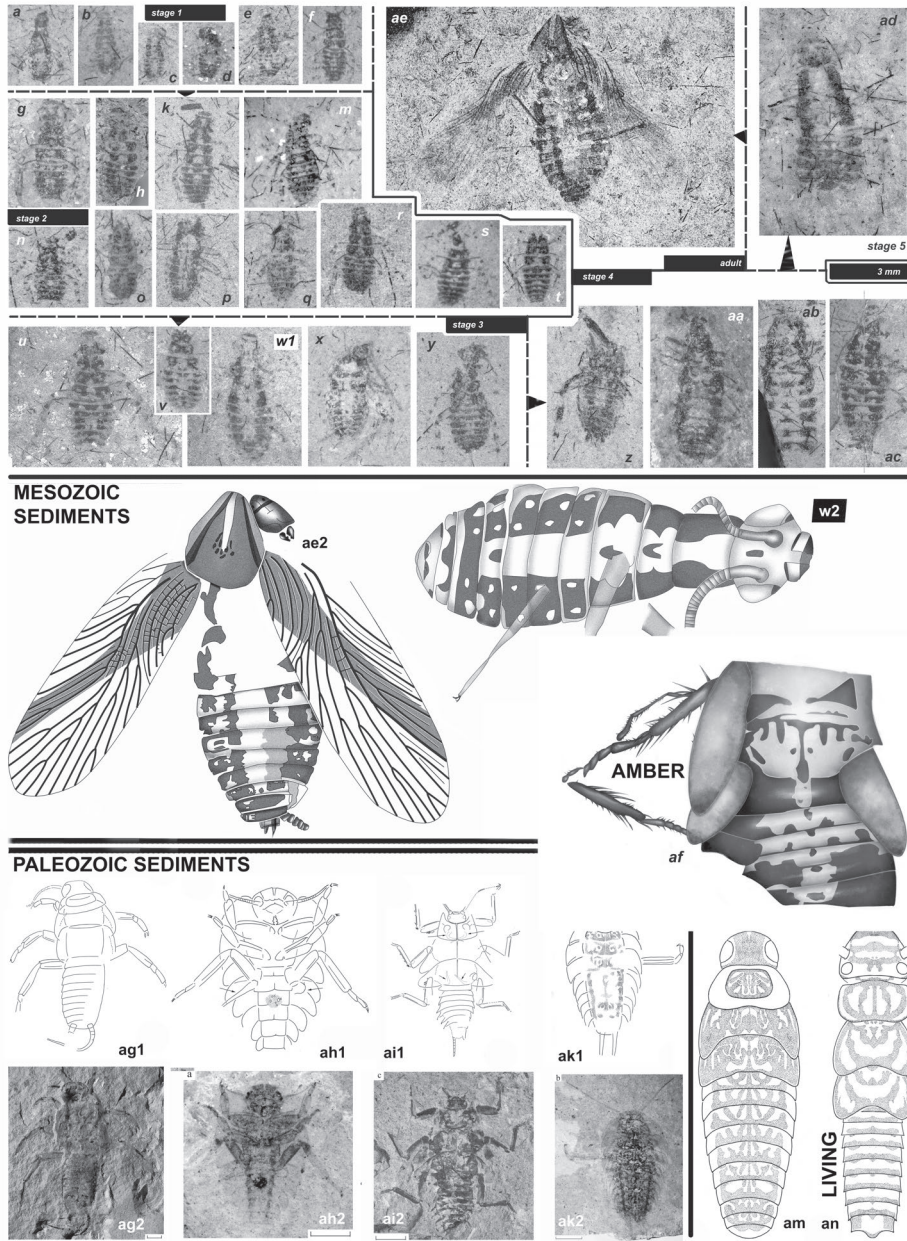 a b stage 1 e f ae ad
c d
g h k m
stage 2
n o p q r s t
stage 5
adult
stage 4 3 mm
stage 3
u v w1 x y z aa ab ac
MESOZOIC
SEDIMENTS
ae2
w2
AMBER
af
PALEOZOIC SEDIMENTS
ag1 ah1 ai1 ak1
a c b
ag2 ah2 ai2 ak2
am LIVING an